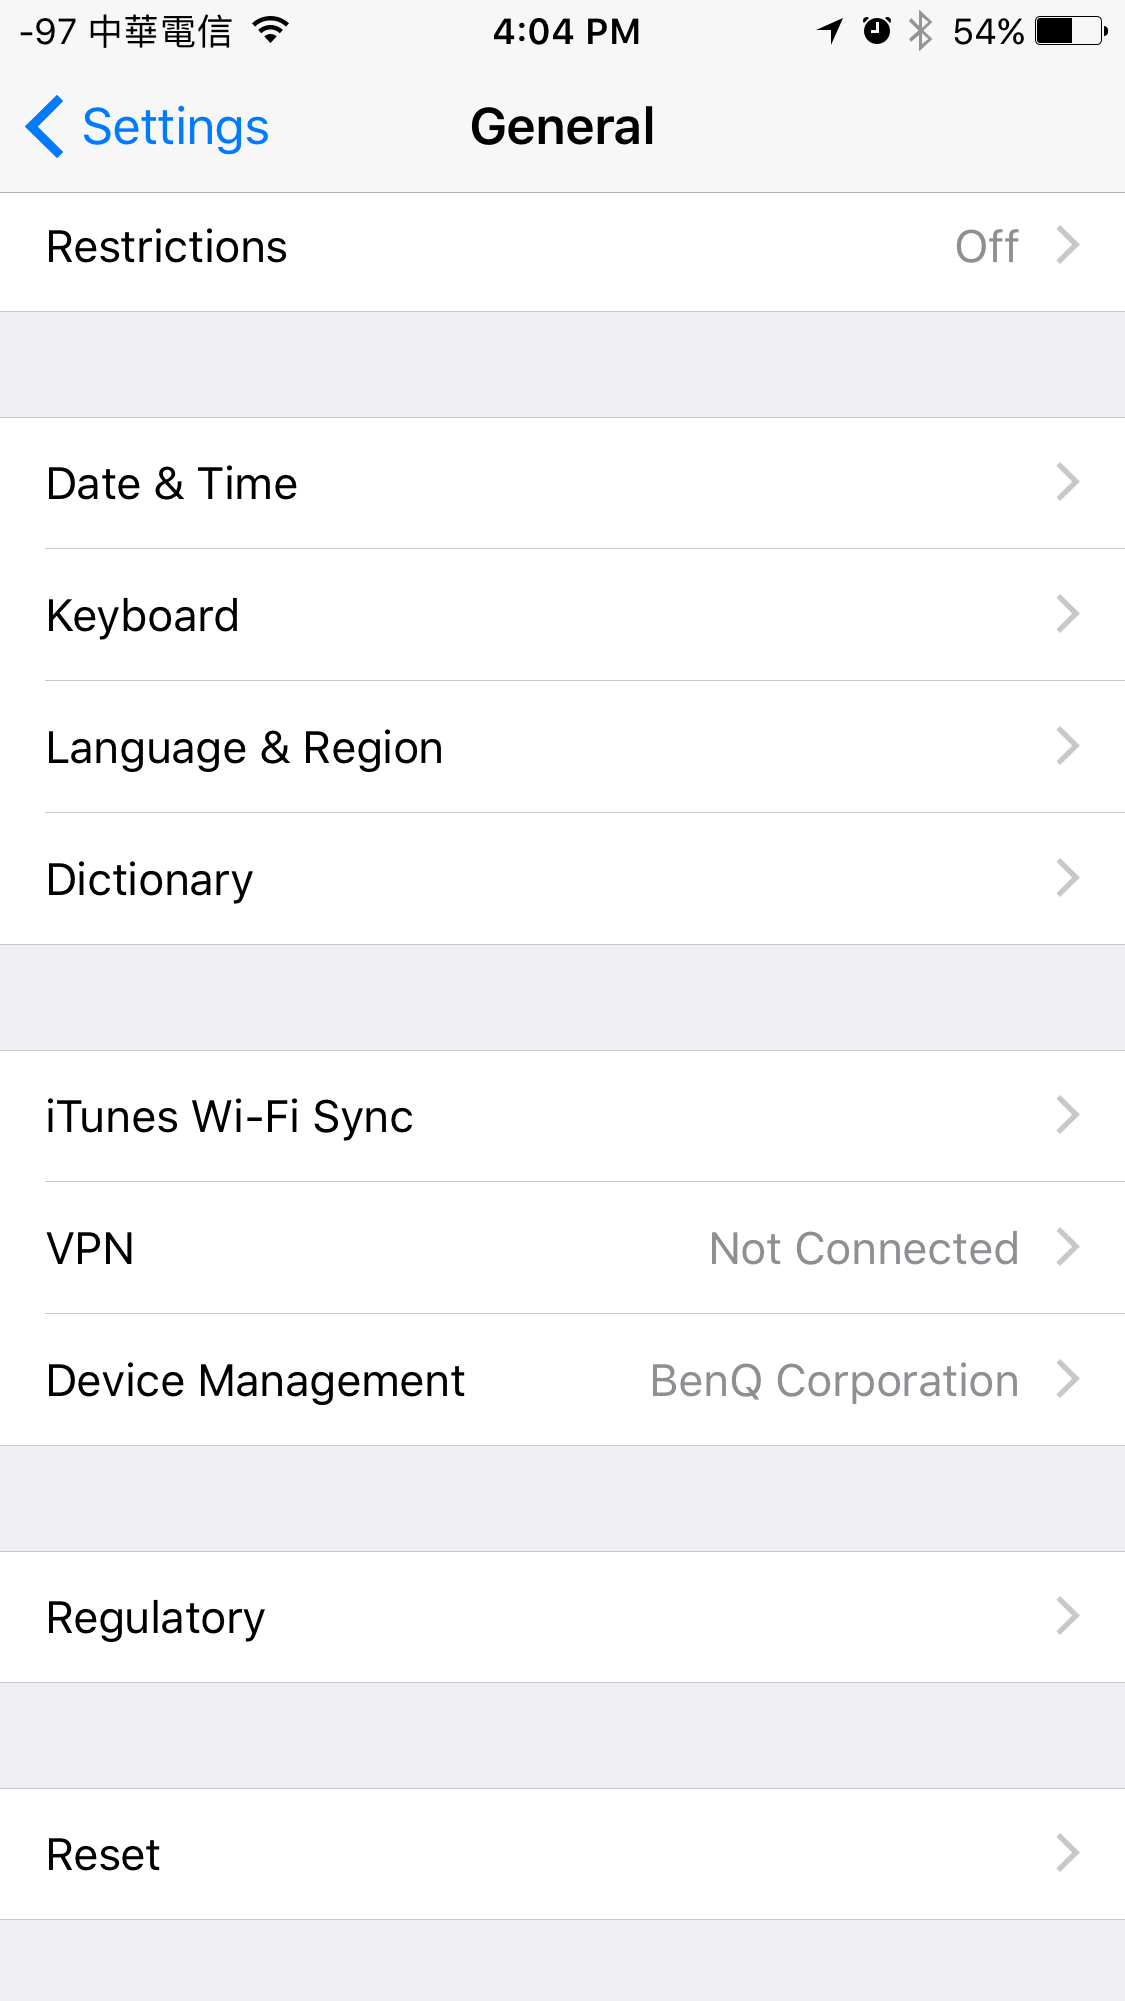 -97 中華電信 4:04 PM 54%
Settings General
Restrictions Off
Date & Time
Keyboard
Language & Region
Dictionary
iTunes Wi-Fi Sync
VPN Not Connected
Device Management BenQ Corporation
Regulatory
Reset